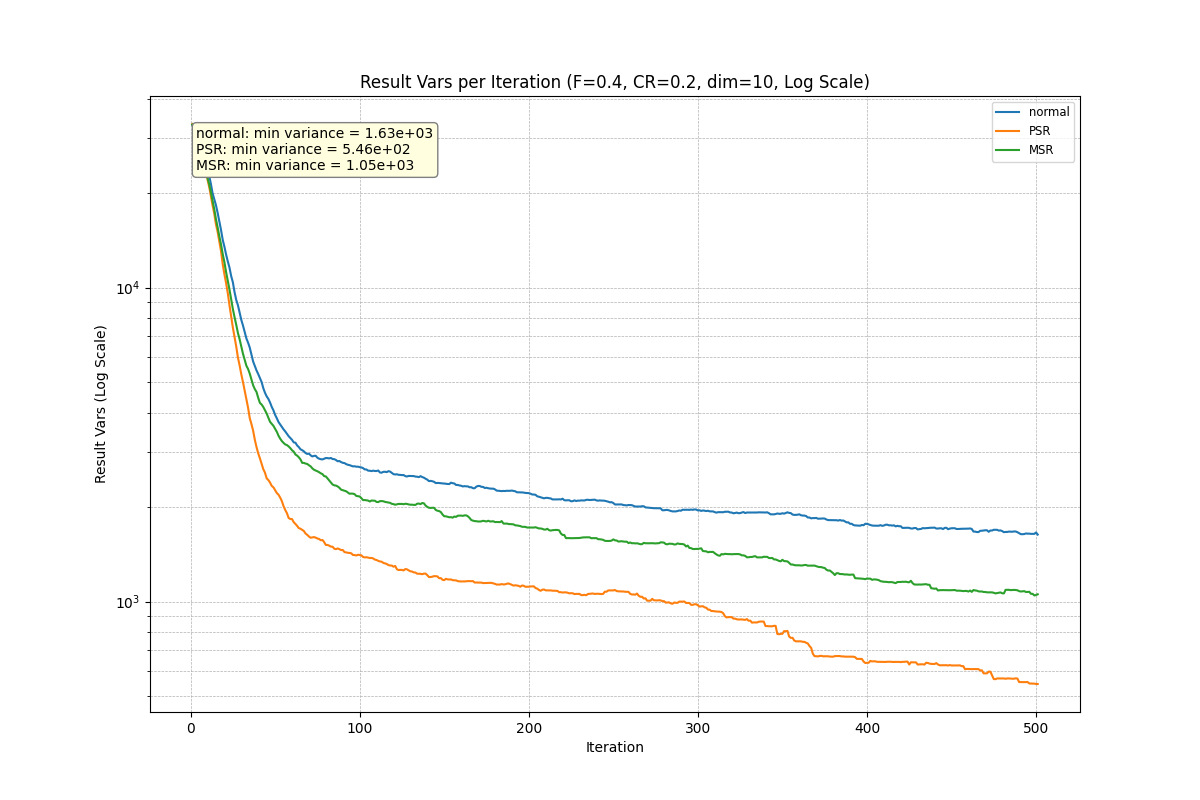 Result Vars per Iteration (F=0.4, CR=0.2, dim=10, Log Scale)
normal: min variance = 1.63e+03
PSR: min variance = 5.46e+02
MSR: min variance = 1.05e+03
normal
PSR
MSR
Result Vars (Log Scale)
10⁴
10³
0 100 200 300 400 500
Iteration